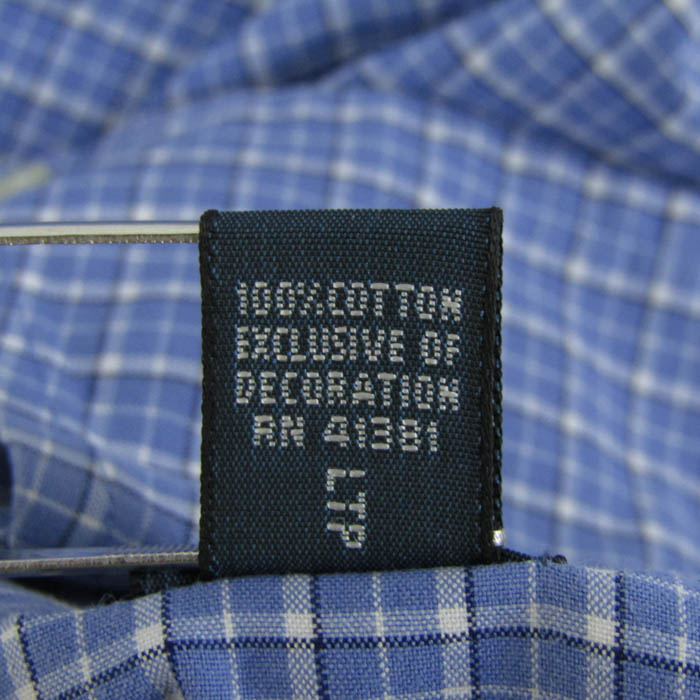 100% COTTON
EXCLUSIVE OF
DECORATION
RN 41381
LTP